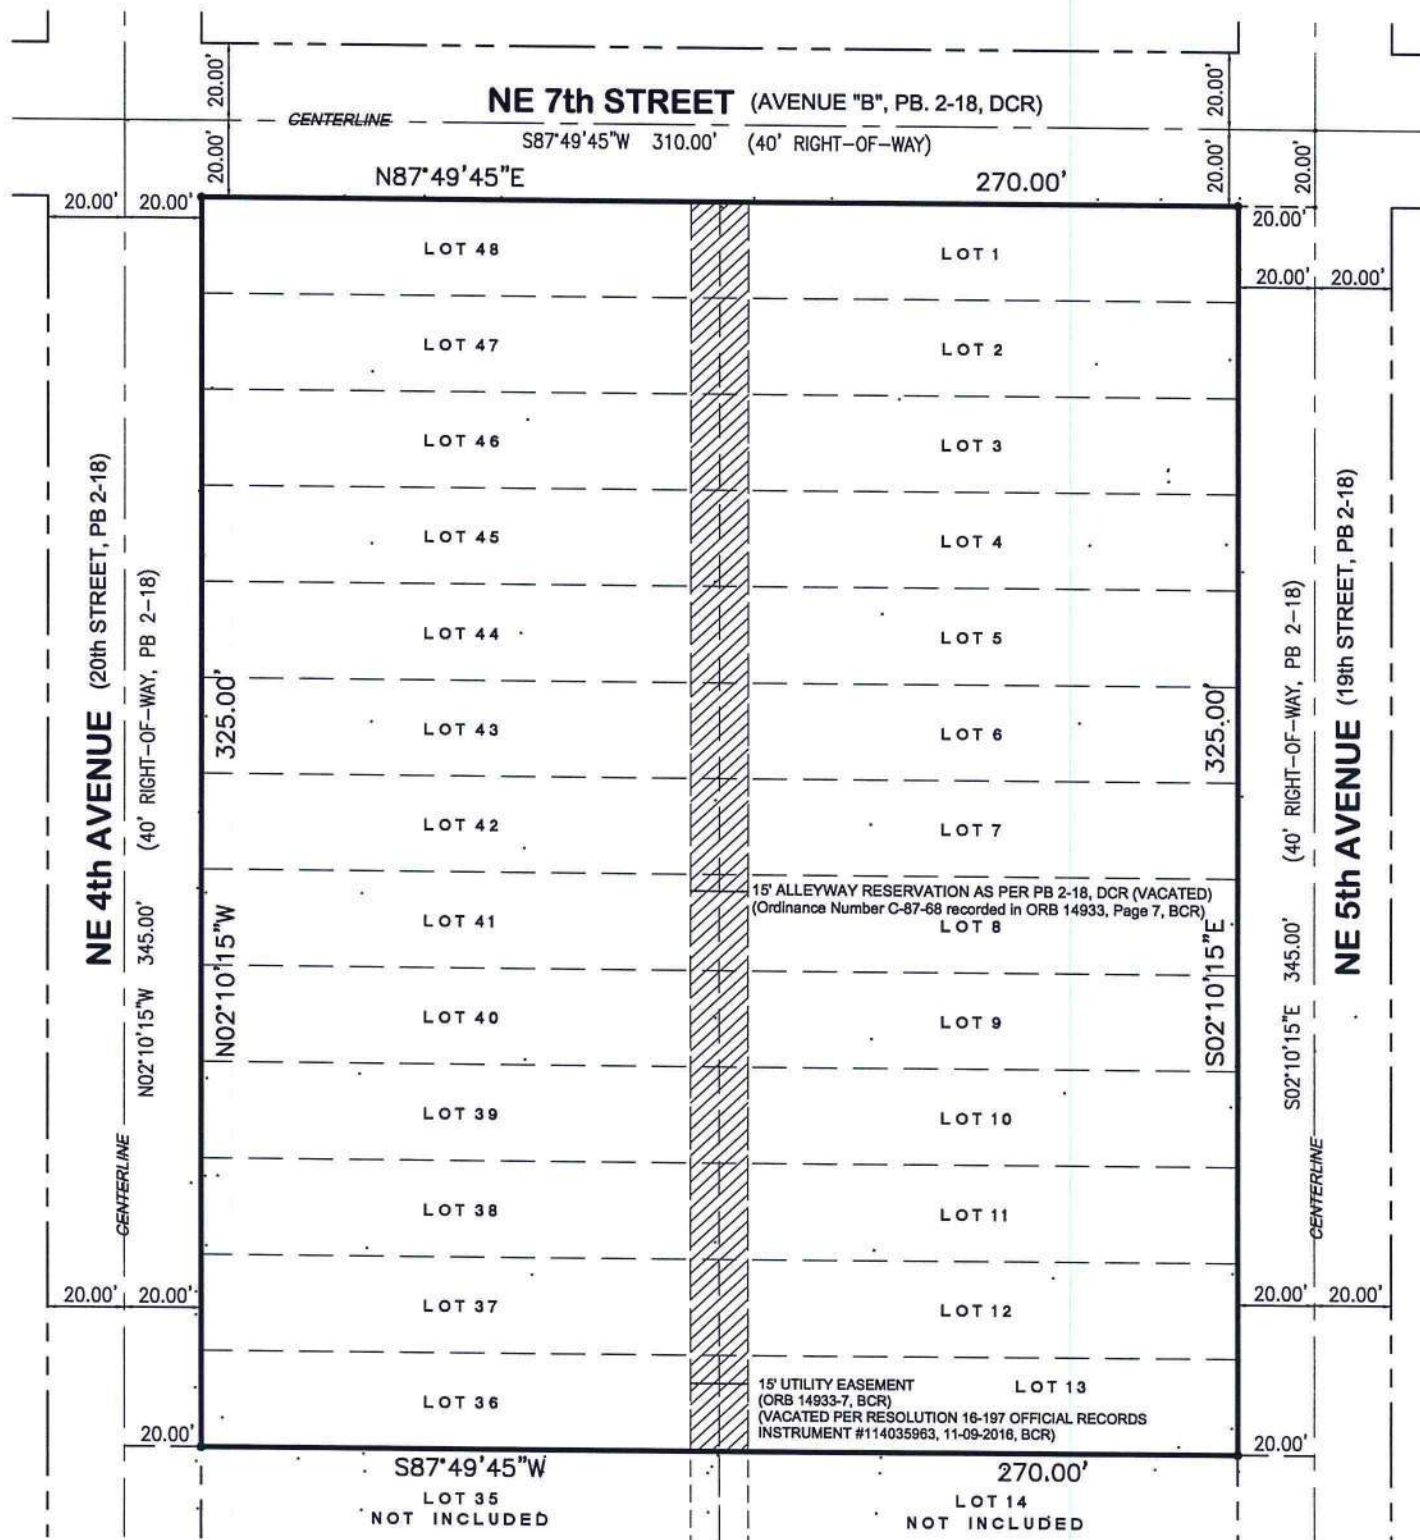 20.00'
20.00'
NE 7th STREET (AVENUE "B", PB. 2-18, DCR)
CENTERLINE
S87°49'45"W 310.00' (40' RIGHT-OF-WAY)
20.00'
20.00'
20.00'
N87°49'45"E
270.00'
20.00'
20.00'
20.00'
20.00'
20.00'
LOT 48
LOT 1
LOT 47
LOT 2
LOT 46
LOT 3
LOT 45
LOT 4
LOT 44
LOT 5
LOT 43
LOT 6
LOT 42
LOT 7
15' ALLEYWAY RESERVATION AS PER PB 2-18, DCR (VACATED)
(Ordinance Number C-87-68 recorded in ORB 14933, Page 7, BCR)
LOT 41
LOT 8
LOT 40
LOT 9
LOT 39
LOT 10
LOT 38
LOT 11
LOT 37
LOT 12
LOT 36
15' UTILITY EASEMENT
(ORB 14933-7, BCR)
(VACATED PER RESOLUTION 16-197 OFFICIAL RECORDS
INSTRUMENT #114035963, 11-09-2016, BCR)
LOT 13
NE 4th AVENUE (20th STREET, PB 2-18)
N02°10'15"W 345.00' (40' RIGHT-OF-WAY, PB 2-18)
CENTERLINE
N02°10'15"W 325.00'
S02°10'15"E 325.00'
S02°10'15"E 345.00' (40' RIGHT-OF-WAY, PB 2-18)
CENTERLINE
NE 5th AVENUE (19th STREET, PB 2-18)
20.00'
20.00'
20.00'
20.00'
20.00'
20.00'
S87°49'45"W
270.00'
LOT 35
NOT INCLUDED
LOT 14
NOT INCLUDED